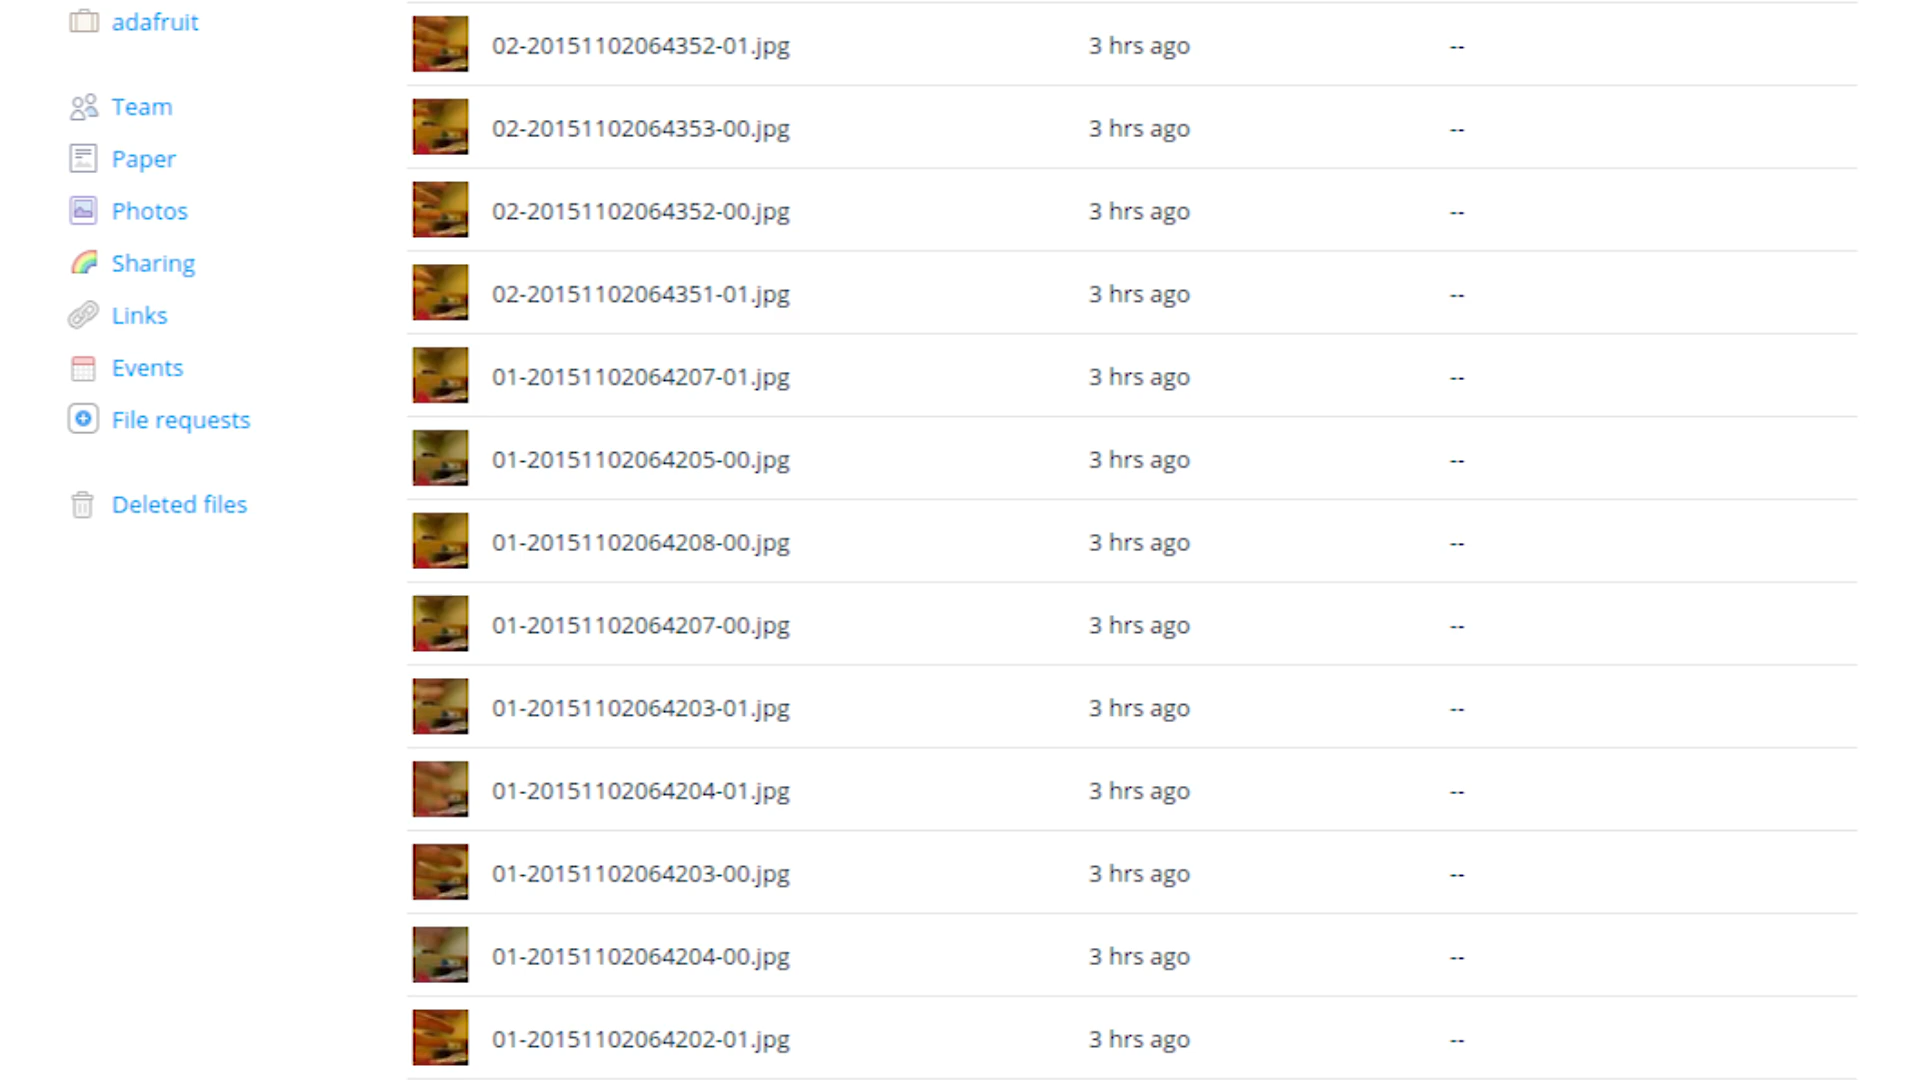 adafruit
Team
Paper
Photos
Sharing
Links
Events
File requests
Deleted files
02-20151102064352-01.jpg 3 hrs ago --
02-20151102064353-00.jpg 3 hrs ago --
02-20151102064352-00.jpg 3 hrs ago --
02-20151102064351-01.jpg 3 hrs ago --
01-20151102064207-01.jpg 3 hrs ago --
01-20151102064205-00.jpg 3 hrs ago --
01-20151102064208-00.jpg 3 hrs ago --
01-20151102064207-00.jpg 3 hrs ago --
01-20151102064203-01.jpg 3 hrs ago --
01-20151102064204-01.jpg 3 hrs ago --
01-20151102064203-00.jpg 3 hrs ago --
01-20151102064204-00.jpg 3 hrs ago --
01-20151102064202-01.jpg 3 hrs ago --